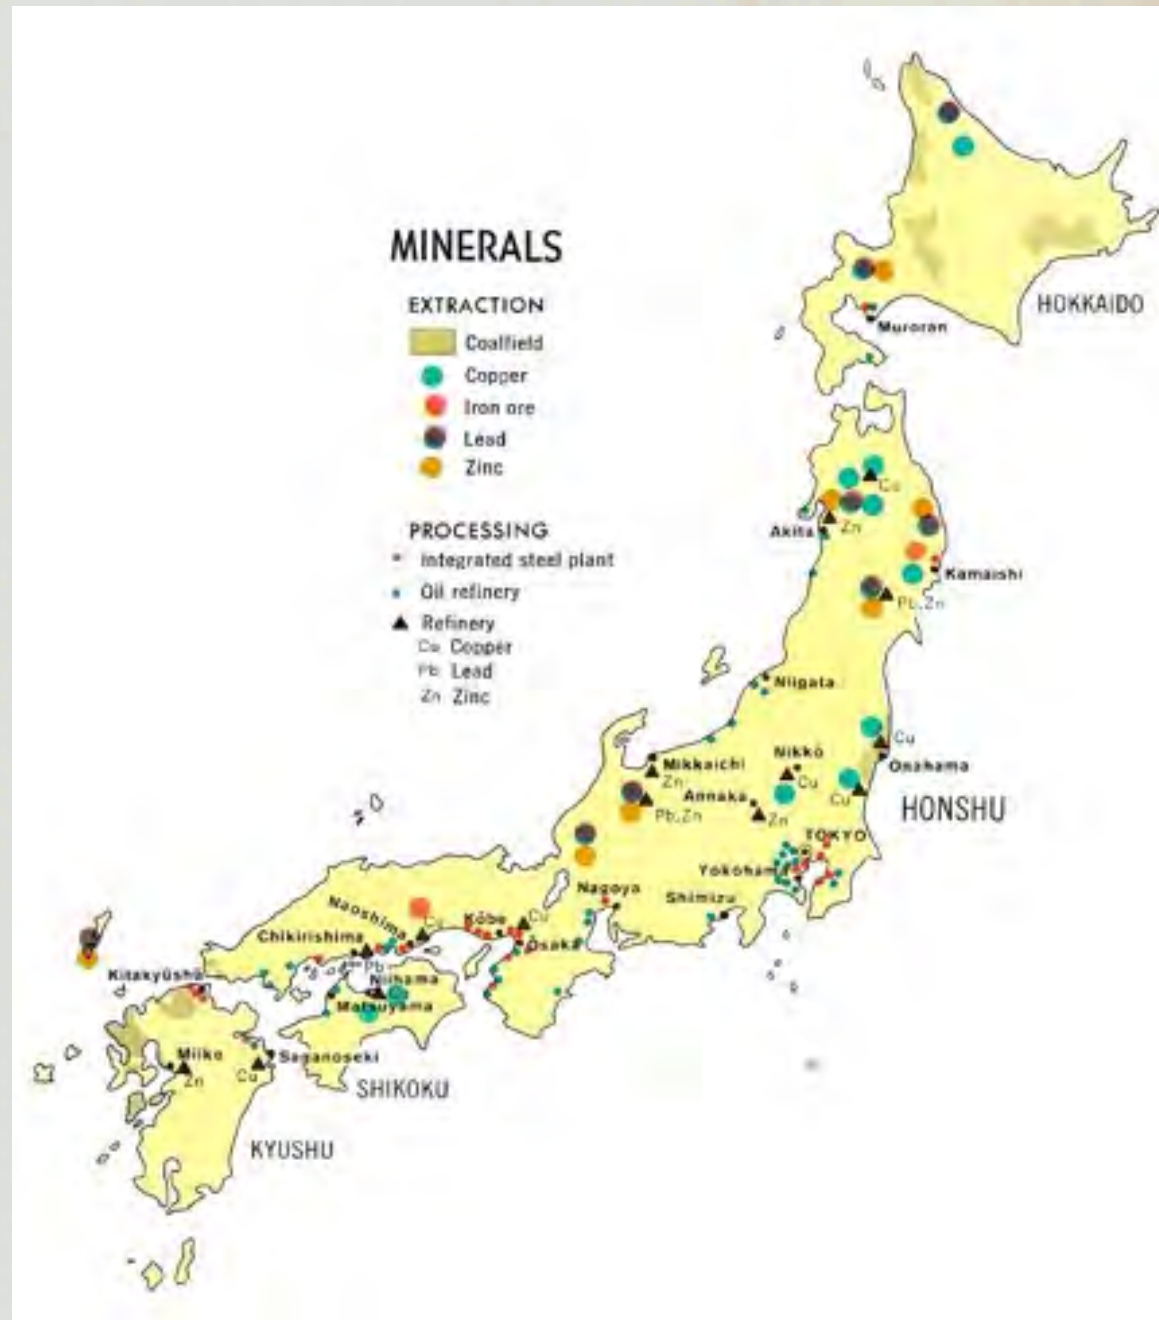 MINERALS
EXTRACTION
Coalfield
Copper
Iron ore
Lead
Zinc
PROCESSING
Integrated steel plant
Oil refinery
Refinery
Cu Copper
Pb Lead
Zn Zinc
HOKKAIDO
Muroran
Cu
Akita
Zn
Kamaishi
Pb,Zn
Niigata
Cu
Onahama
Nikko
Cu
Cu
Mikkaichi
Zn
Pb,Zn
Annaka
Zn
HONSHU
TOKYO
Yokohama
Shimizu
Nagoya
Naoshima
Cu
Kōbe
Cu
Osaka
Chikirishima
Pb
Niihama
Matsuyama
Kitakyūshū
Miike
Zn
Saganoseki
Cu
SHIKOKU
KYUSHU